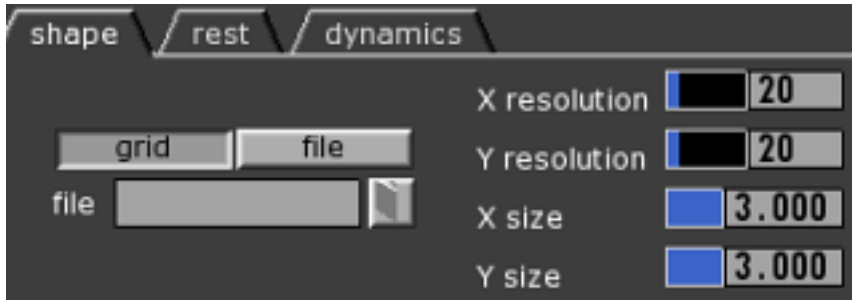 shape rest dynamics
X resolution 20
grid file
Y resolution 20
file
X size 3.000
Y size 3.000